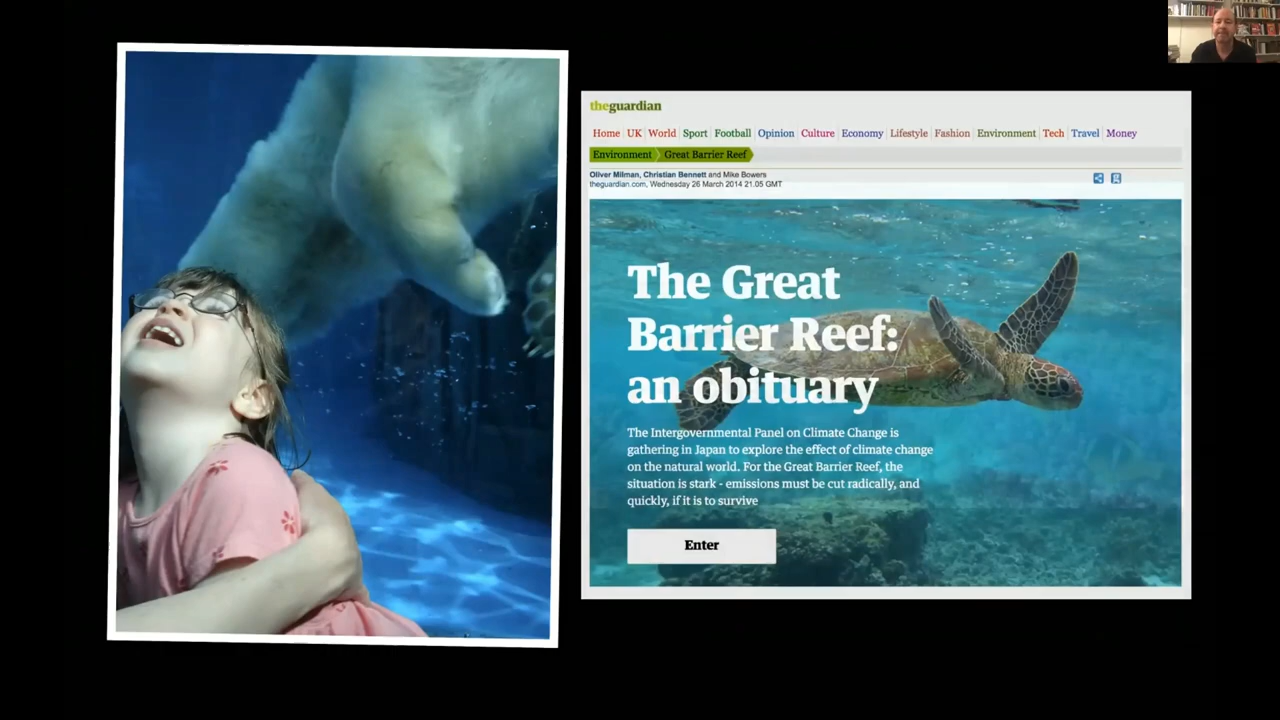 theguardian
Home UK World Sport Football Opinion Culture Economy Lifestyle Fashion Environment Tech Travel Money
Environment Great Barrier Reef
Oliver Milman, Christian Bennett and Mike Bowers
theguardian.com, Wednesday 26 March 2014 21.05 GMT
The Great
Barrier Reef:
an obituary
The Intergovernmental Panel on Climate Change is
gathering in Japan to explore the effect of climate change
on the natural world. For the Great Barrier Reef, the
situation is stark - emissions must be cut radically, and
quickly, if it is to survive
Enter